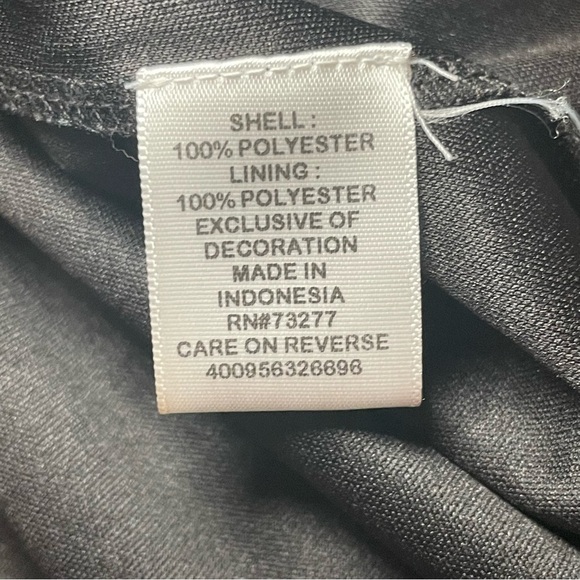 SHELL :
100% POLYESTER
LINING :
100% POLYESTER
EXCLUSIVE OF
DECORATION
MADE IN
INDONESIA
RN#73277
CARE ON REVERSE
400956326696